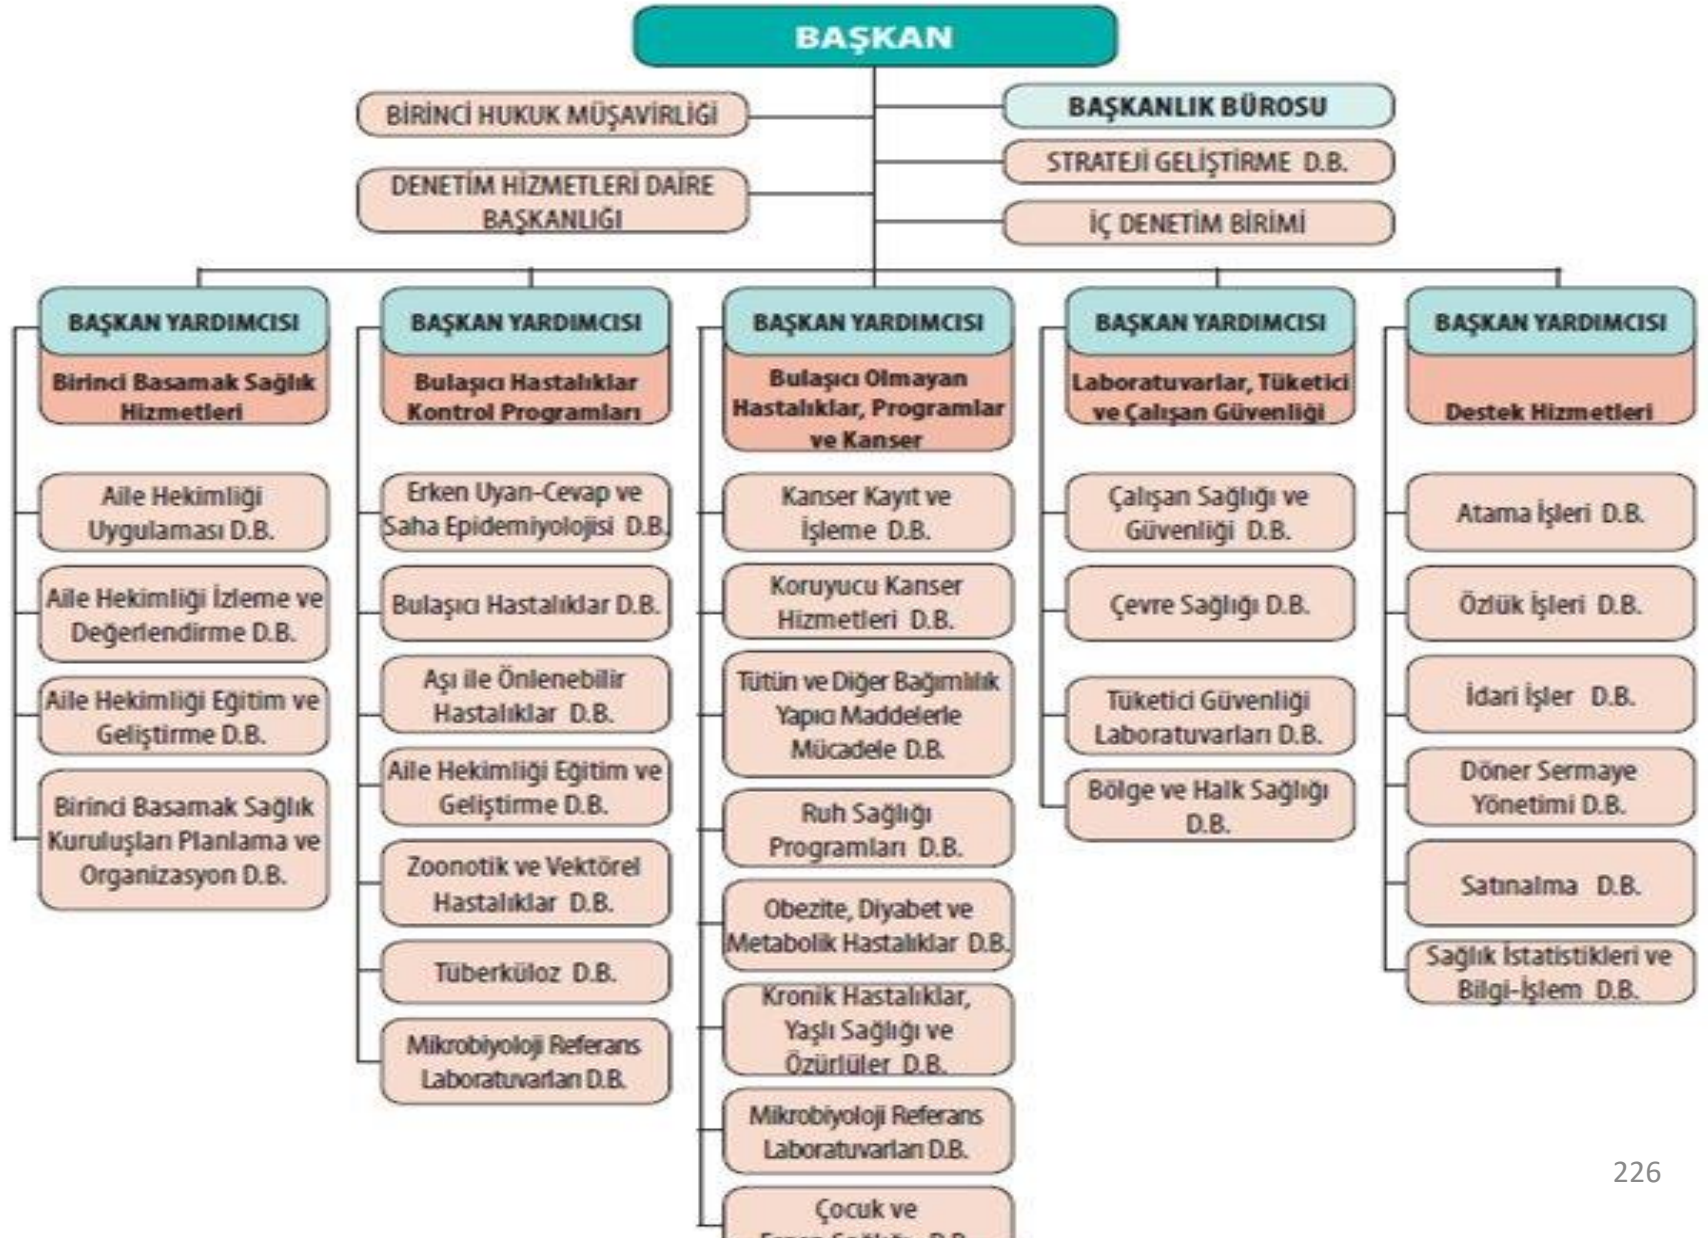 BAŞKAN
BİRİNCİ HUKUK MÜŞAVİRLİĞİ
DENETİM HİZMETLERİ DAİRE
BAŞKANLIĞI
BAŞKANLIK BÜROSU
STRATEJİ GELİŞTİRME D.B.
İÇ DENETİM BİRİMİ
BAŞKAN YARDIMCISI
Birinci Basamak Sağlık
Hizmetleri
Aile Hekimliği
Uygulaması D.B.
Aile Hekimliği İzleme ve
Değerlendirme D.B.
Aile Hekimliği Eğitim ve
Geliştirme D.B.
Birinci Basamak Sağlık
Kuruluşları Planlama ve
Organizasyon D.B.
BAŞKAN YARDIMCISI
Bulaşıcı Hastalıklar
Kontrol Programları
Erken Uyarı-Cevap ve
Saha Epidemiyolojisi D.B.
Bulaşıcı Hastalıklar D.B.
Aşı ile Önlenebilir
Hastalıklar D.B.
Aile Hekimliği Eğitim ve
Geliştirme D.B.
Zoonotik ve Vektörel
Hastalıklar D.B.
Tüberküloz D.B.
Mikrobiyoloji Referans
Laboratuvarları D.B.
BAŞKAN YARDIMCISI
Bulaşıcı Olmayan
Hastalıklar, Programlar
ve Kanser
Kanser Kayıt ve
İşleme D.B.
Koruyucu Kanser
Hizmetleri D.B.
Tütün ve Diğer Bağımlılık
Yapıcı Maddelerle
Mücadele D.B.
Ruh Sağlığı
Programları D.B.
Obezite, Diyabet ve
Metabolik Hastalıklar D.B.
Kronik Hastalıklar,
Yaşlı Sağlığı ve
Özürlüler D.B.
Mikrobiyoloji Referans
Laboratuvarları D.B.
Çocuk ve
BAŞKAN YARDIMCISI
Laboratuvarlar, Tüketici
ve Çalışan Güvenliği
Çalışan Sağlığı ve
Güvenliği D.B.
Çevre Sağlığı D.B.
Tüketici Güvenliği
Laboratuvarları D.B.
Bölge ve Halk Sağlığı
D.B.
BAŞKAN YARDIMCISI
Destek Hizmetleri
Atama İşleri D.B.
Özlük İşleri D.B.
İdari İşler D.B.
Döner Sermaye
Yönetimi D.B.
Satınalma D.B.
Sağlık İstatistikleri ve
Bilgi-İşlem D.B.
226